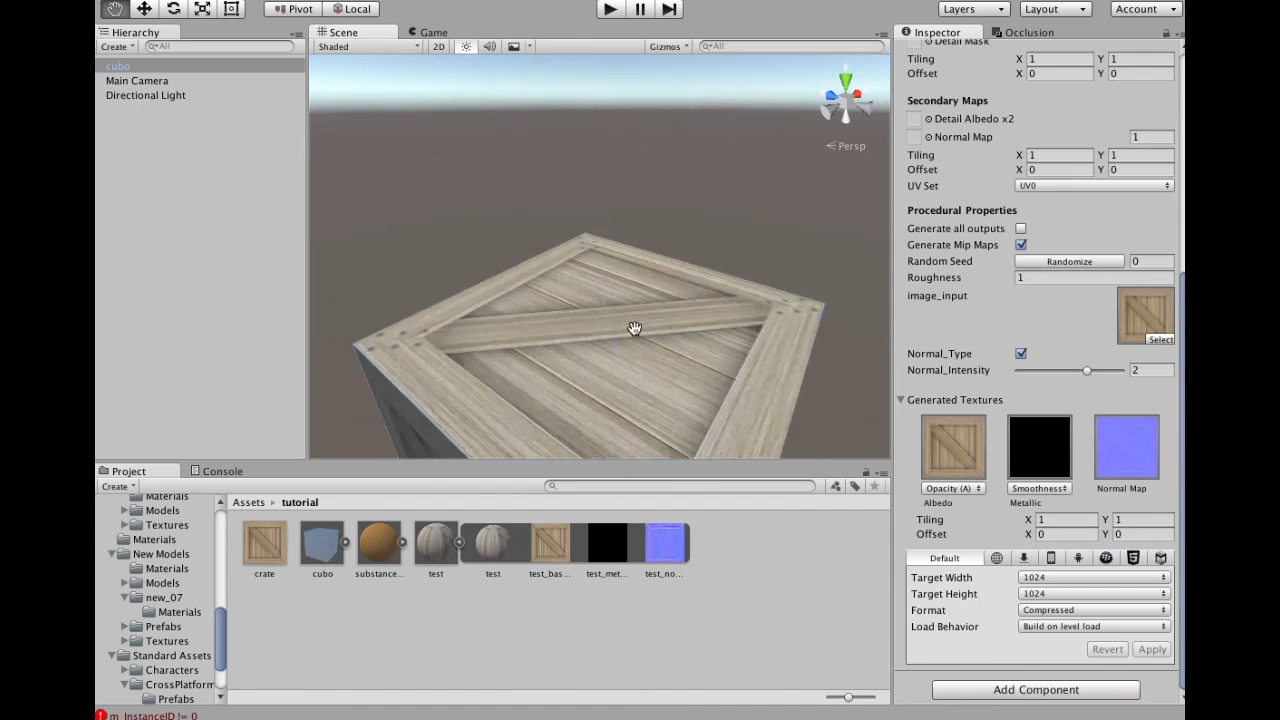 Pivot
Local
Layers
Layout
Account
Hierarchy
Create
All
cubo
Main Camera
Directional Light
Scene
Game
Shaded
2D
Gizmos
All
y
Persp
Inspector
Occlusion
Detail Mask
Tiling X 1 Y 1
Offset X 0 Y 0
Secondary Maps
Detail Albedo x2
Normal Map 1
Tiling X 1 Y 1
Offset X 0 Y 0
UV Set UV0
Procedural Properties
Generate all outputs
Generate Mip Maps
Random Seed Randomize 0
Roughness 1
image_input
Select
Normal_Type
Normal_Intensity 2
Generated Textures
Opacity (A) Smoothness Normal Map
Albedo Metallic
Tiling X 1 Y 1
Offset X 0 Y 0
Default
Target Width 1024
Target Height 1024
Format Compressed
Load Behavior Build on level load
Revert Apply
Add Component
Project
Console
Create
Materials
Models
Textures
Materials
New Models
Materials
Models
new_07
Materials
Prefabs
Textures
Standard Assets
Characters
CrossPlatform
Prefabs
Assets tutorial
crate cubo substance... test test test_bas... test_met... test_no...
m_InstanceID != 0